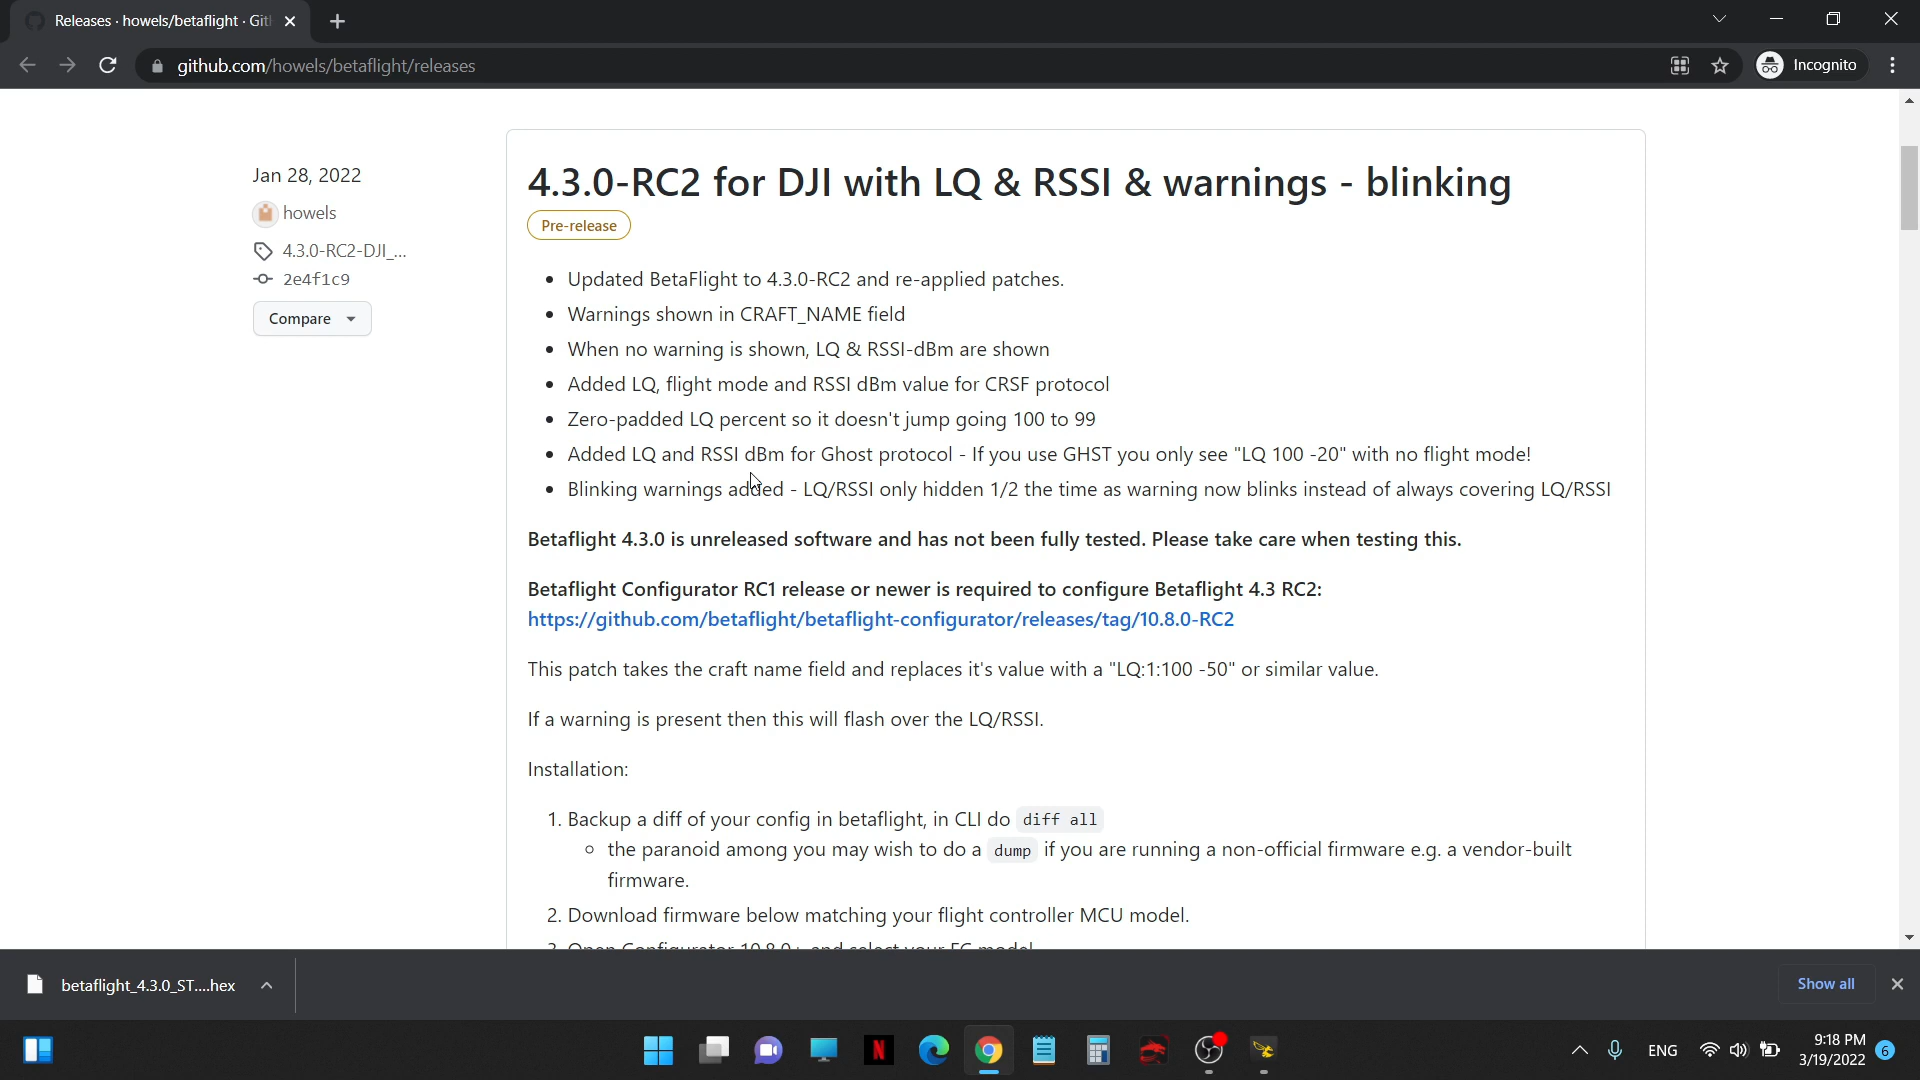 Releases · howels/betaflight · Git
github.com/howels/betaflight/releases
Incognito
Jan 28, 2022
howels
4.3.0-RC2-DJI_...
2e4f1c9
Compare
4.3.0-RC2 for DJI with LQ & RSSI & warnings - blinking
Pre-release
• Updated BetaFlight to 4.3.0-RC2 and re-applied patches.
• Warnings shown in CRAFT_NAME field
• When no warning is shown, LQ & RSSI-dBm are shown
• Added LQ, flight mode and RSSI dBm value for CRSF protocol
• Zero-padded LQ percent so it doesn't jump going 100 to 99
• Added LQ and RSSI dBm for Ghost protocol - If you use GHST you only see "LQ 100 -20" with no flight mode!
• Blinking warnings added - LQ/RSSI only hidden 1/2 the time as warning now blinks instead of always covering LQ/RSSI
Betaflight 4.3.0 is unreleased software and has not been fully tested. Please take care when testing this.
Betaflight Configurator RC1 release or newer is required to configure Betaflight 4.3 RC2:
https://github.com/betaflight/betaflight-configurator/releases/tag/10.8.0-RC2
This patch takes the craft name field and replaces it's value with a "LQ:1:100 -50" or similar value.
If a warning is present then this will flash over the LQ/RSSI.
Installation:
1. Backup a diff of your config in betaflight, in CLI do diff all
○ the paranoid among you may wish to do a dump if you are running a non-official firmware e.g. a vendor-built
firmware.
2. Download firmware below matching your flight controller MCU model.
3. Open Configurator 10.8.0+ and select your FC model
betaflight_4.3.0_ST....hex
Show all
N
ENG
9:18 PM
3/19/2022
6